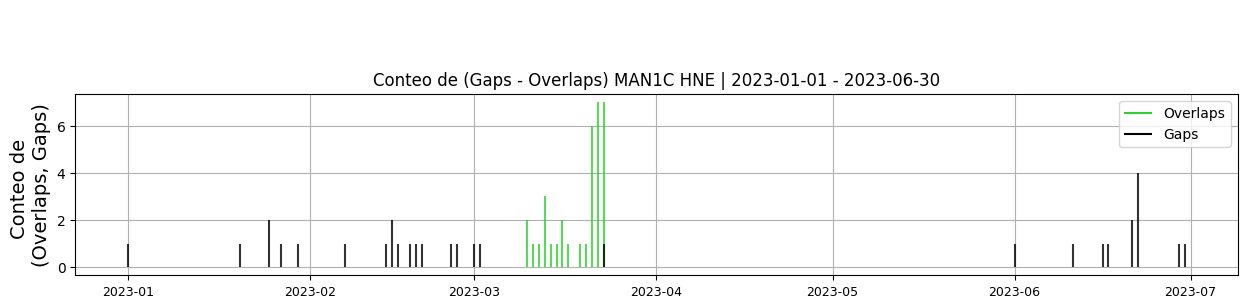 Conteo de (Gaps - Overlaps) MAN1C HNE | 2023-01-01 - 2023-06-30
Conteo de
(Overlaps, Gaps)
6
4
2
0
Overlaps
Gaps
2023-01
2023-02
2023-03
2023-04
2023-05
2023-06
2023-07